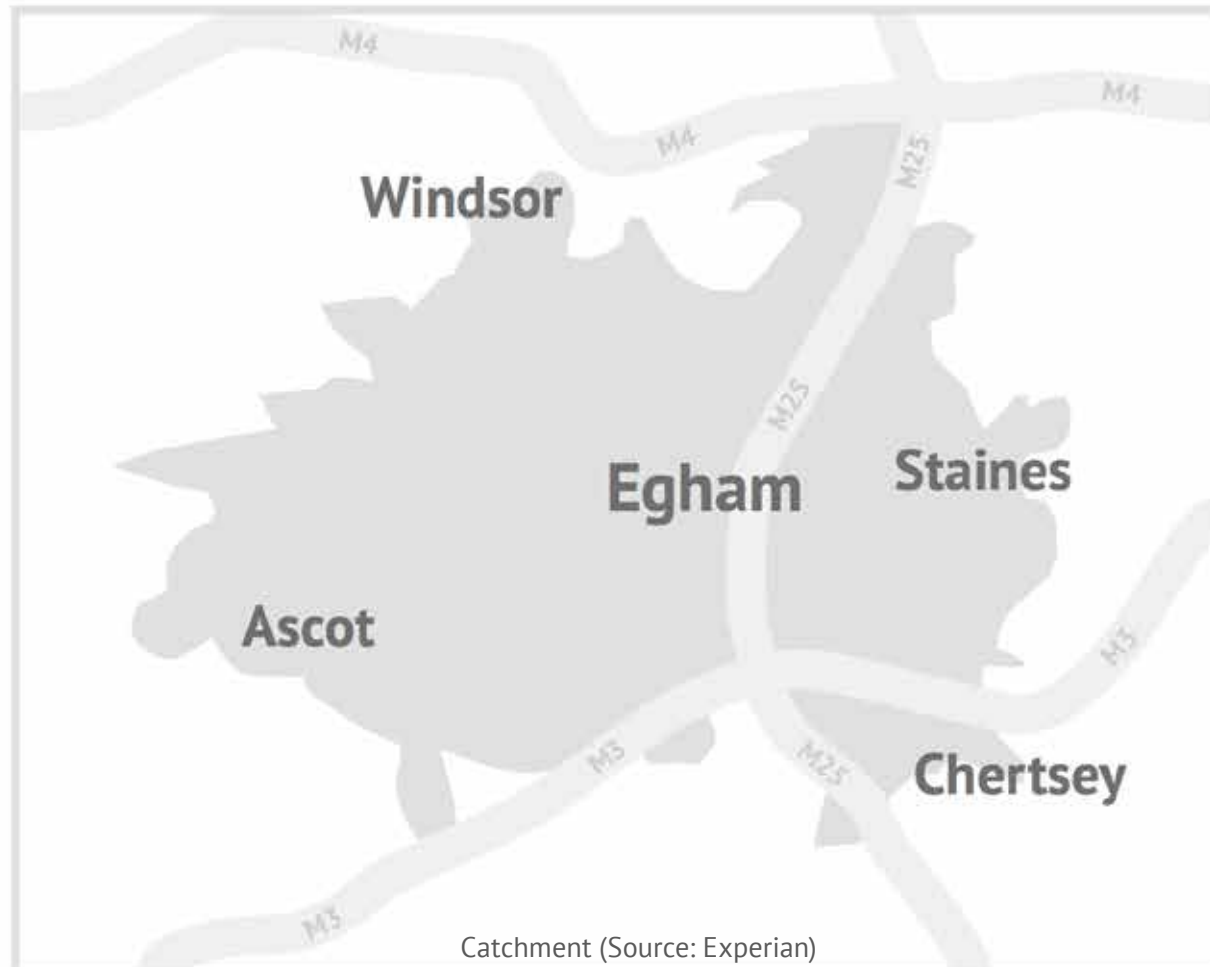 M4
M4
M4
M25
Windsor
M25
Egham
Staines
Ascot
M3
M3
M25
Chertsey
M3
Catchment (Source: Experian)